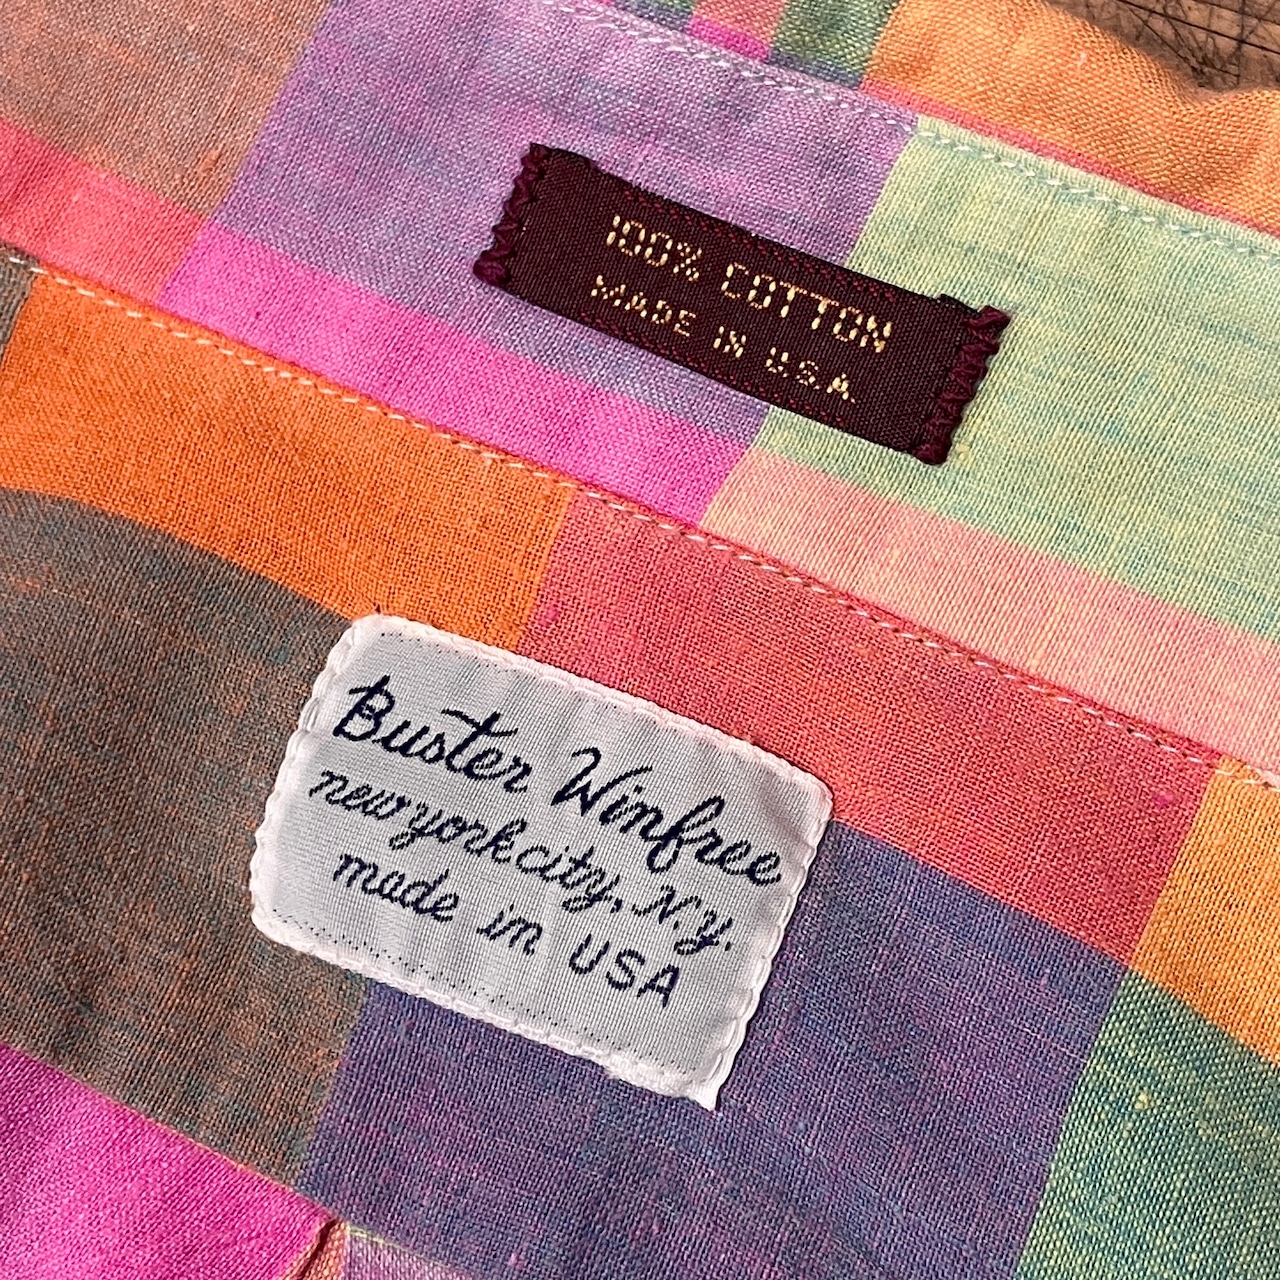 100% COTTON
MADE IN U.S.A.
Buster Winfree
new york city, N.y.
made in USA